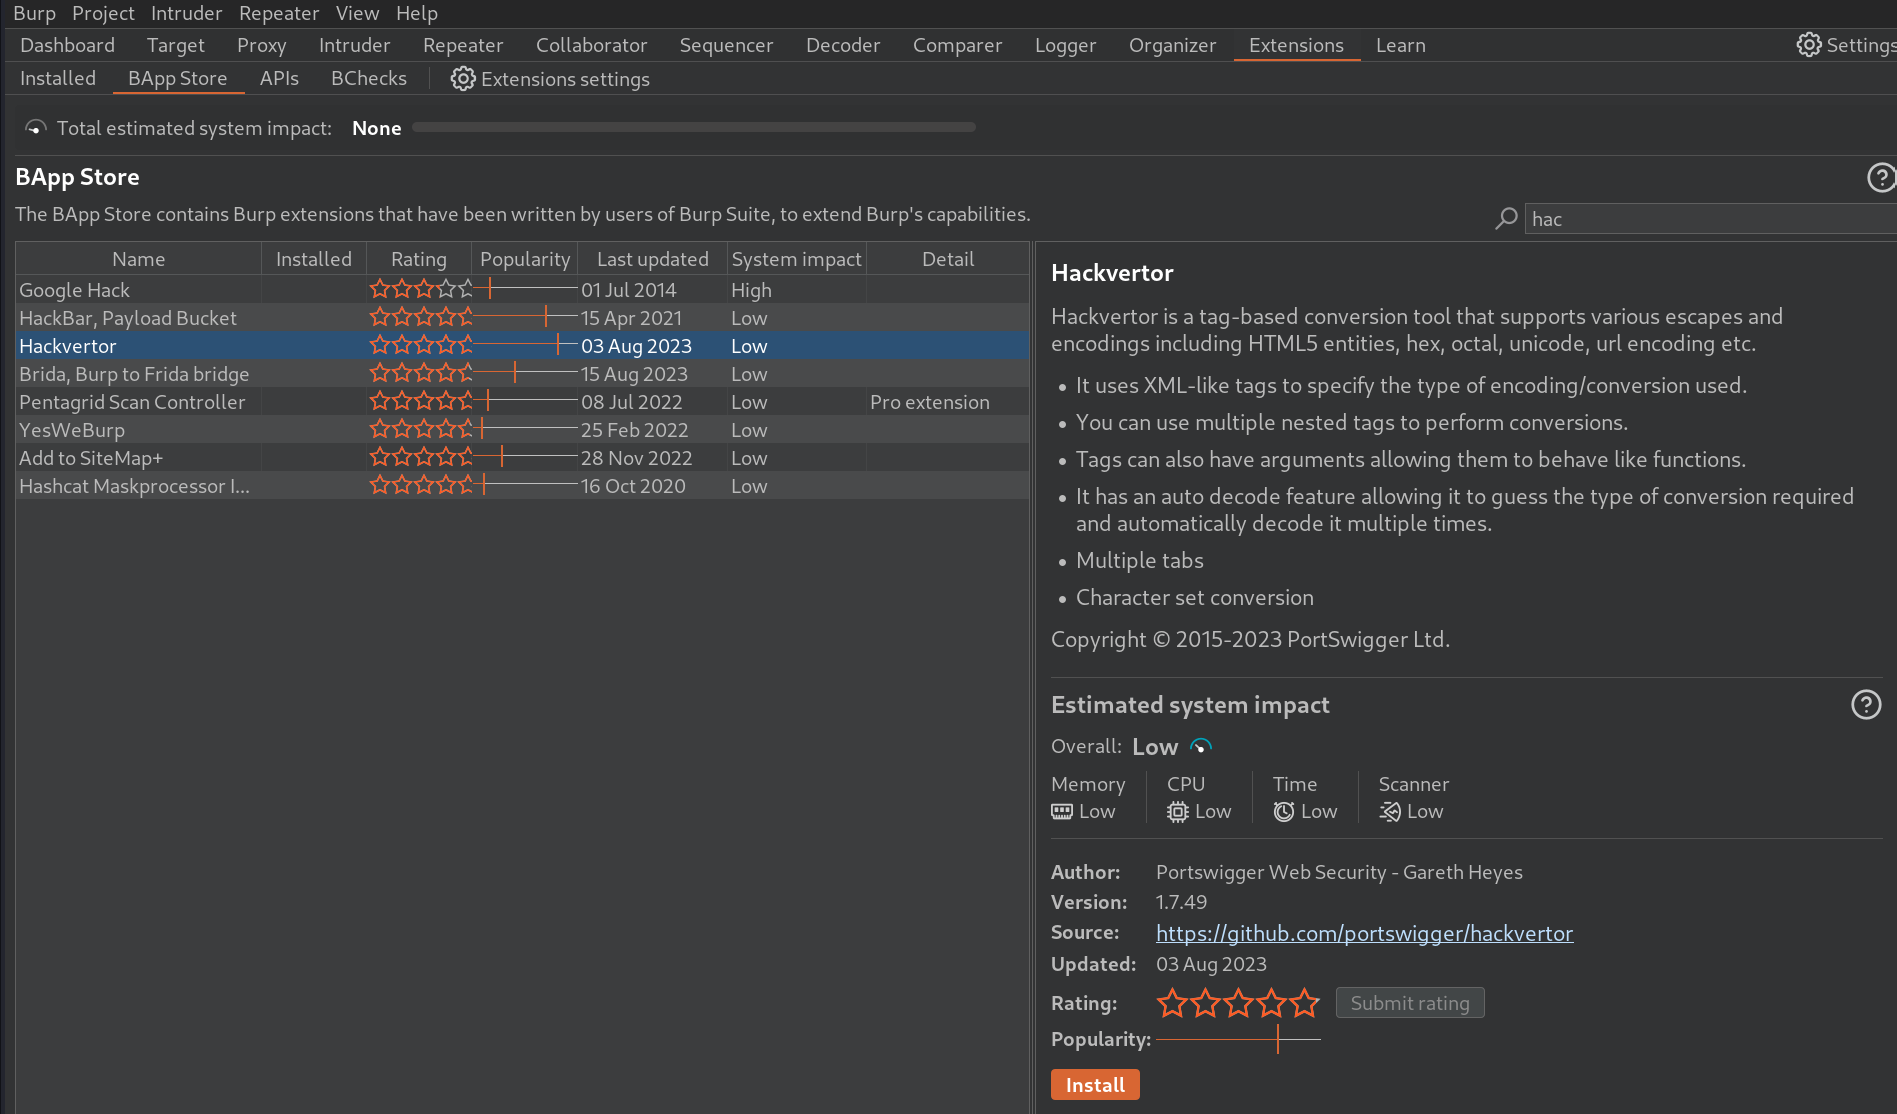 Burp Project Intruder Repeater View Help
Dashboard Target Proxy Intruder Repeater Collaborator Sequencer Decoder Comparer Logger Organizer Extensions Learn Settings
Installed BApp Store APIs BChecks Extensions settings
Total estimated system impact: None
BApp Store
The BApp Store contains Burp extensions that have been written by users of Burp Suite, to extend Burp's capabilities.
hac
Name Installed Rating Popularity Last updated System impact Detail
Google Hack 01 Jul 2014 High
HackBar, Payload Bucket 15 Apr 2021 Low
Hackvertor 03 Aug 2023 Low
Brida, Burp to Frida bridge 15 Aug 2023 Low
Pentagrid Scan Controller 08 Jul 2022 Low Pro extension
YesWeBurp 25 Feb 2022 Low
Add to SiteMap+ 28 Nov 2022 Low
Hashcat Maskprocessor I... 16 Oct 2020 Low
Hackvertor
Hackvertor is a tag-based conversion tool that supports various escapes and
encodings including HTML5 entities, hex, octal, unicode, url encoding etc.
• It uses XML-like tags to specify the type of encoding/conversion used.
• You can use multiple nested tags to perform conversions.
• Tags can also have arguments allowing them to behave like functions.
• It has an auto decode feature allowing it to guess the type of conversion required
and automatically decode it multiple times.
• Multiple tabs
• Character set conversion
Copyright © 2015-2023 PortSwigger Ltd.
Estimated system impact
Overall: Low
Memory CPU Time Scanner
Low Low Low Low
Author: Portswigger Web Security - Gareth Heyes
Version: 1.7.49
Source: https://github.com/portswigger/hackvertor
Updated: 03 Aug 2023
Rating: Submit rating
Popularity:
Install